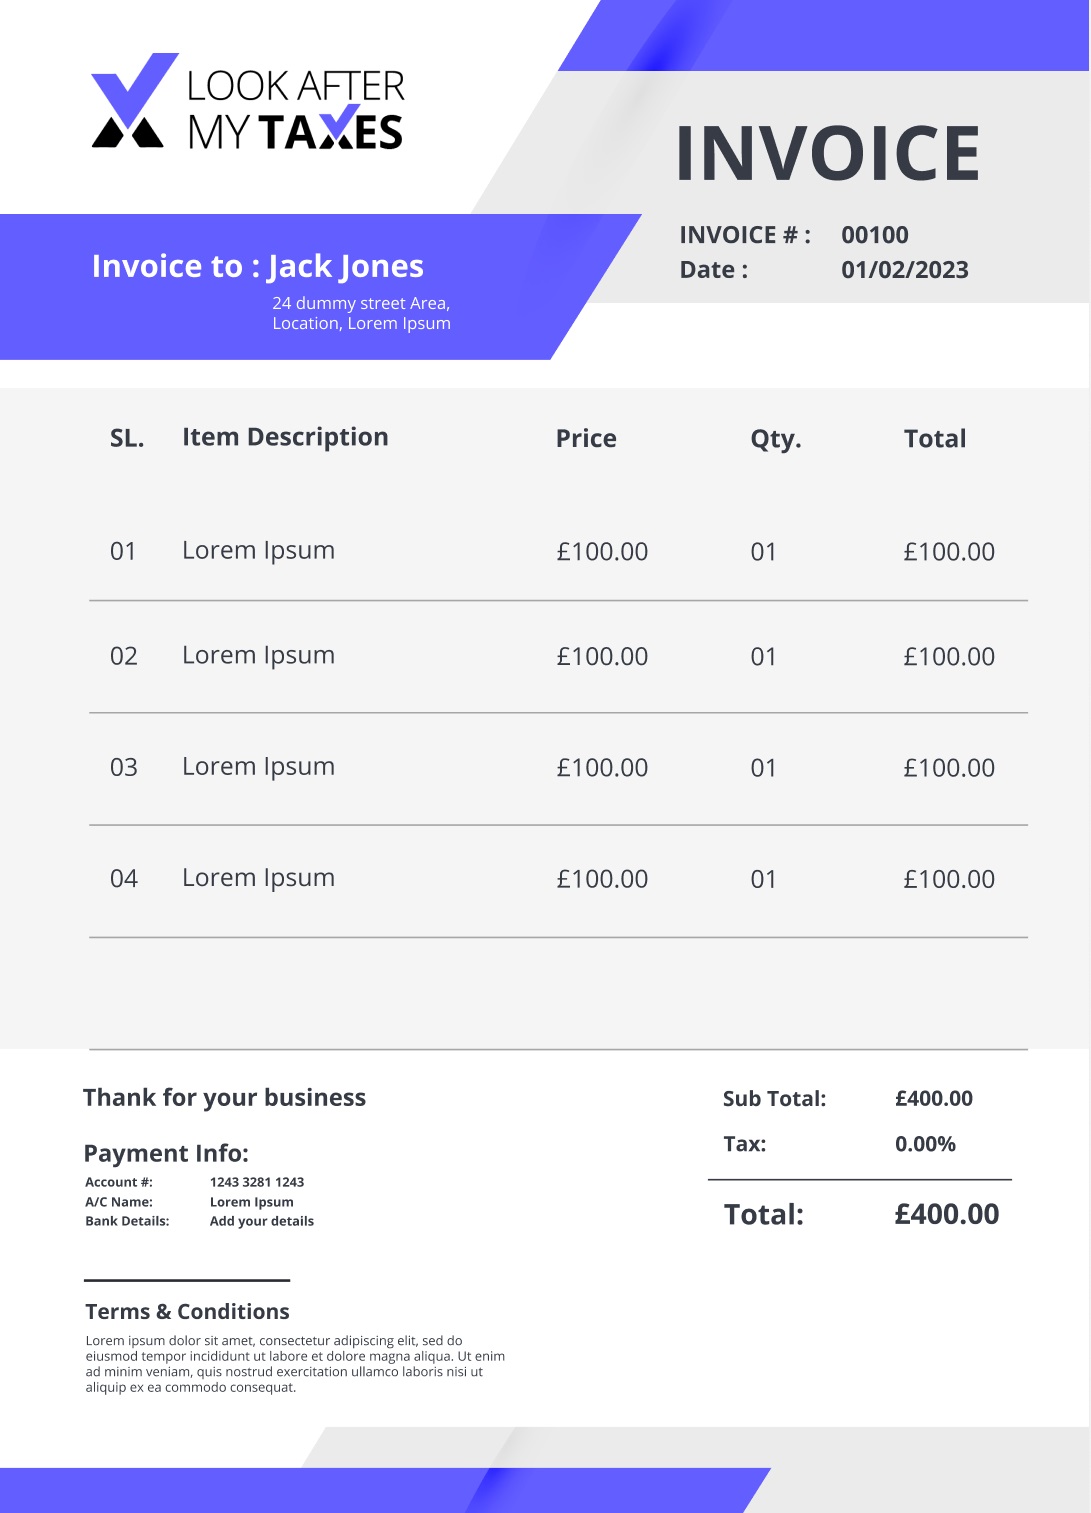 LOOK AFTER
MY TAXES
INVOICE
INVOICE # : 00100
Date : 01/02/2023
Invoice to : Jack Jones
24 dummy street Area,
Location, Lorem Ipsum
SL. Item Description Price Qty. Total
01 Lorem Ipsum £100.00 01 £100.00
02 Lorem Ipsum £100.00 01 £100.00
03 Lorem Ipsum £100.00 01 £100.00
04 Lorem Ipsum £100.00 01 £100.00
Thank for your business
Sub Total: £400.00
Tax: 0.00%
Total: £400.00
Payment Info:
Account #: 1243 3281 1243
A/C Name: Lorem Ipsum
Bank Details: Add your details
Terms & Conditions
Lorem ipsum dolor sit amet, consectetur adipiscing elit, sed do
eiusmod tempor incididunt ut labore et dolore magna aliqua. Ut enim
ad minim veniam, quis nostrud exercitation ullamco laboris nisi ut
aliquip ex ea commodo consequat.